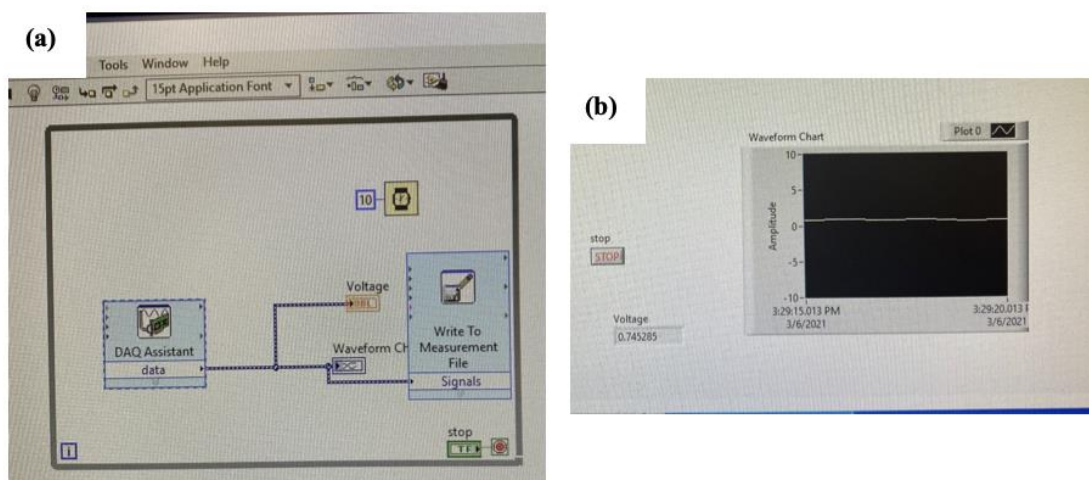 (a)
Tools Window Help
15pt Application Font
10
Voltage
DBL
DAQ Assistant
data
Waveform Ch
Write To
Measurement
File
Signals
stop
TF
i
(b)
Waveform Chart
Plot 0
10
5
0
-5
-10
Amplitude
3:29:15.013 PM
3/6/2021
3:29:20.013
3/6/2021
stop
STOP
Voltage
0.745285